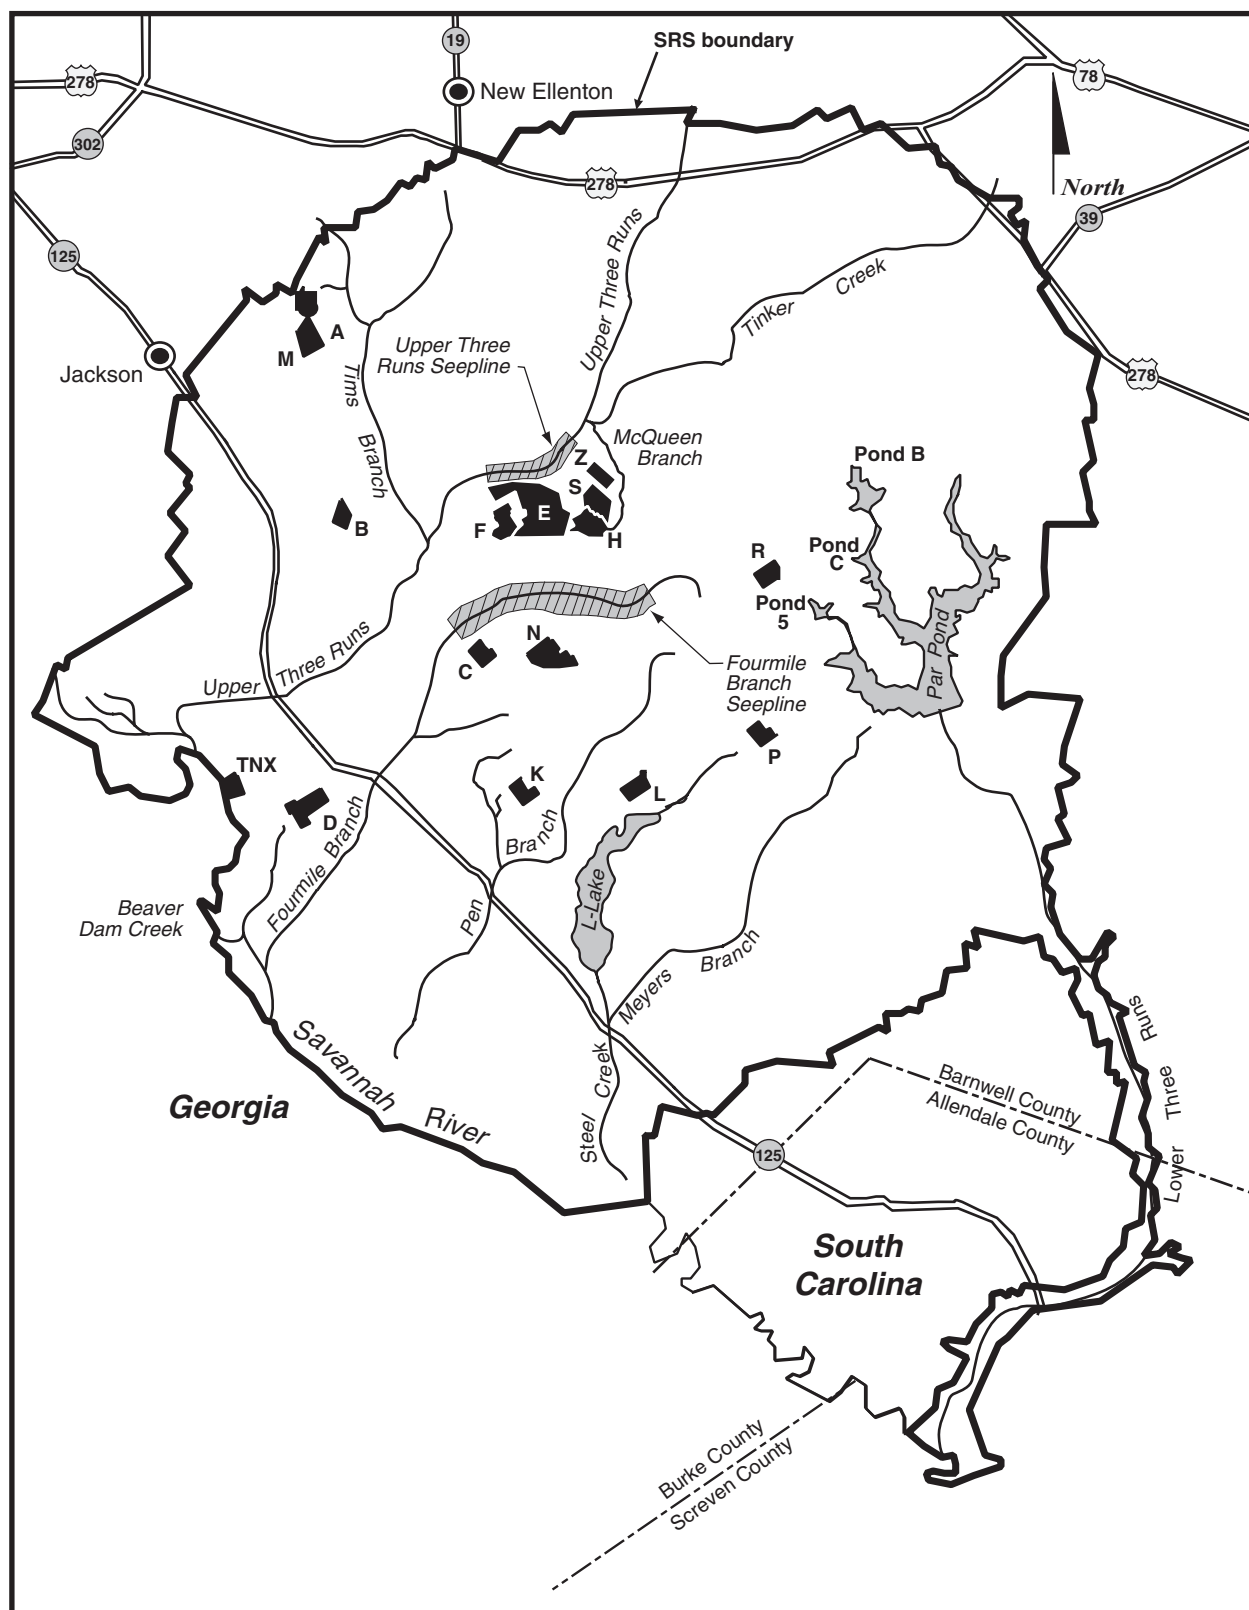 19
SRS boundary
278
New Ellenton
78
302
278
North
39
125
Upper Three Runs
Tinker Creek
A
M
Upper Three
Runs Seepline
Jackson
278
Tims Branch
McQueen
Branch
Z
Pond B
S
E
B
F
H
R
Pond
C
Pond
5
N
C
Fourmile
Branch
Seepline
Par Pond
Upper Three Runs
TNX
P
K
L
D
Fourmile Branch
Branch
Pen
L-Lake
Beaver
Dam Creek
Meyers Branch
Savannah River
Steel Creek
Lower Three Runs
Georgia
Barnwell County
Allendale County
125
South
Carolina
Burke County
Screven County